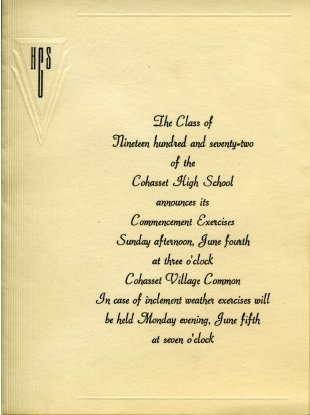 HCS
The Class of
Nineteen hundred and seventy-two
of the
Cohasset High School
announces its
Commencement Exercises
Sunday afternoon, June fourth
at three o'clock
Cohasset Village Common
In case of inclement weather exercises will
be held Monday evening, June fifth
at seven o'clock